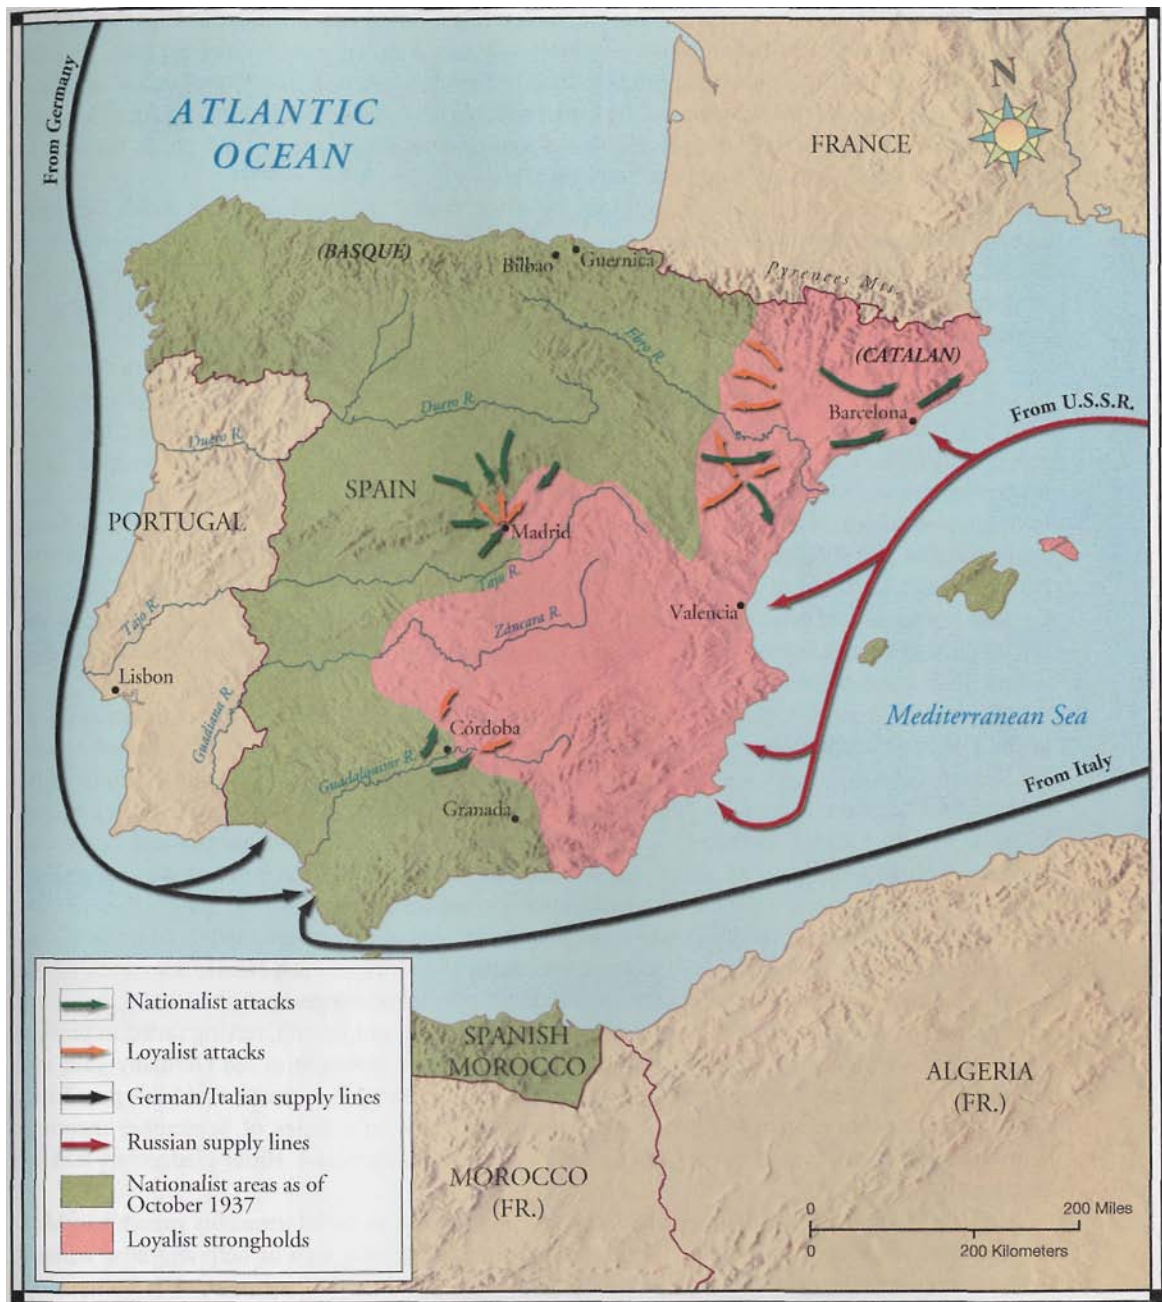 From Germany
ATLANTIC
OCEAN
N
FRANCE
(BASQUE)
Bilbao
Guernica
Pyrenees Mts.
Ebro R.
(CATALAN)
Barcelona
From U.S.S.R.
Duero R.
Duero R.
SPAIN
PORTUGAL
Madrid
Tajo R.
Tajo R.
Záncara R.
Valencia
Lisbon
Guadiana R.
Córdoba
Guadalquivir R.
Granada
Mediterranean Sea
From Italy
Nationalist attacks
Loyalist attacks
German/Italian supply lines
Russian supply lines
Nationalist areas as of
October 1937
Loyalist strongholds
SPANISH
MOROCCO
MOROCCO
(FR.)
ALGERIA
(FR.)
0 200 Miles
0 200 Kilometers